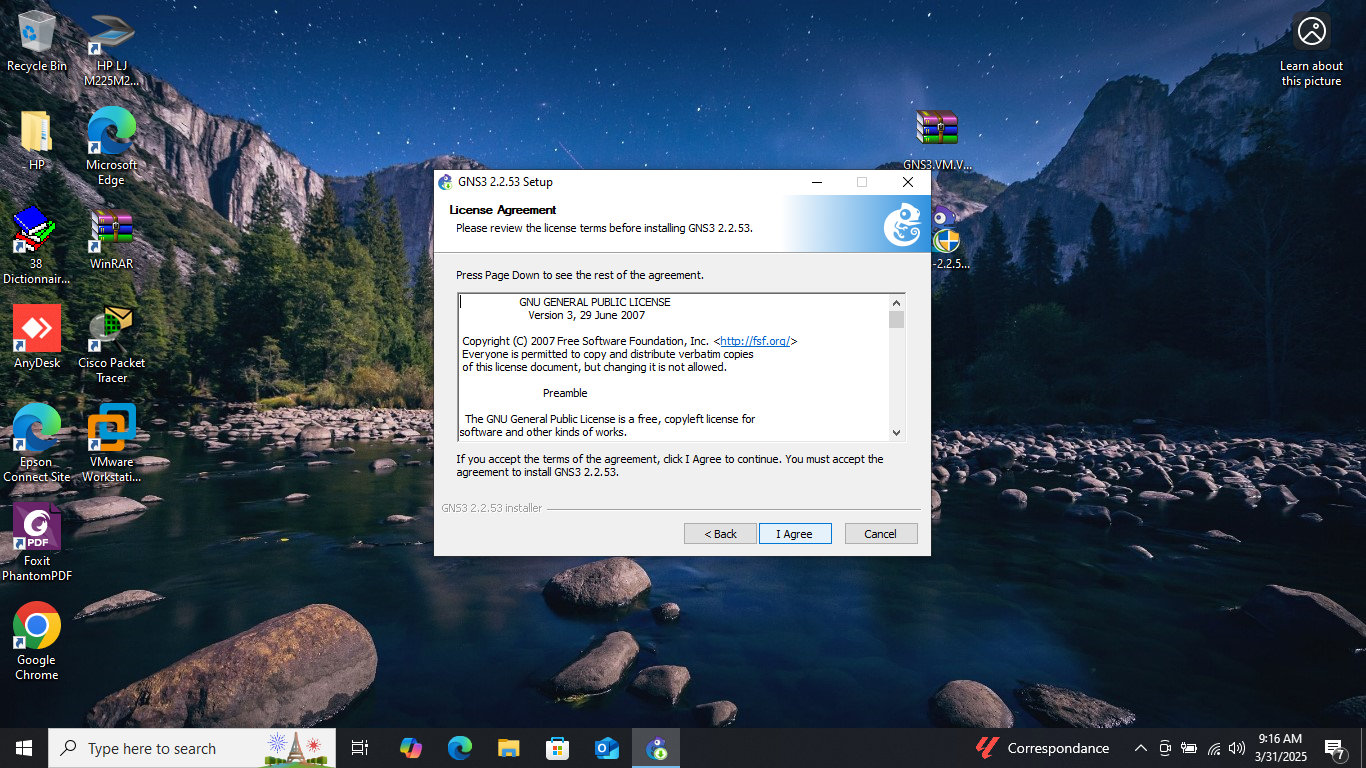 Recycle Bin
HP LJ
M225M2...
- HP
Microsoft
Edge
38
Dictionnair...
WinRAR
AnyDesk
Cisco Packet
Tracer
Epson
Connect Site
VMware
Workstati...
PDF
Foxit
PhantomPDF
Google
Chrome
Learn about
this picture
GNS3.VM.V...
-2.2.5...
GNS3 2.2.53 Setup
License Agreement
Please review the license terms before installing GNS3 2.2.53.
Press Page Down to see the rest of the agreement.
GNU GENERAL PUBLIC LICENSE
Version 3, 29 June 2007
Copyright (C) 2007 Free Software Foundation, Inc. <http://fsf.org/>
Everyone is permitted to copy and distribute verbatim copies
of this license document, but changing it is not allowed.
Preamble
The GNU General Public License is a free, copyleft license for
software and other kinds of works.
If you accept the terms of the agreement, click I Agree to continue. You must accept the
agreement to install GNS3 2.2.53.
GNS3 2.2.53 installer
< Back
I Agree
Cancel
Type here to search
Correspondance
9:16 AM
3/31/2025
7